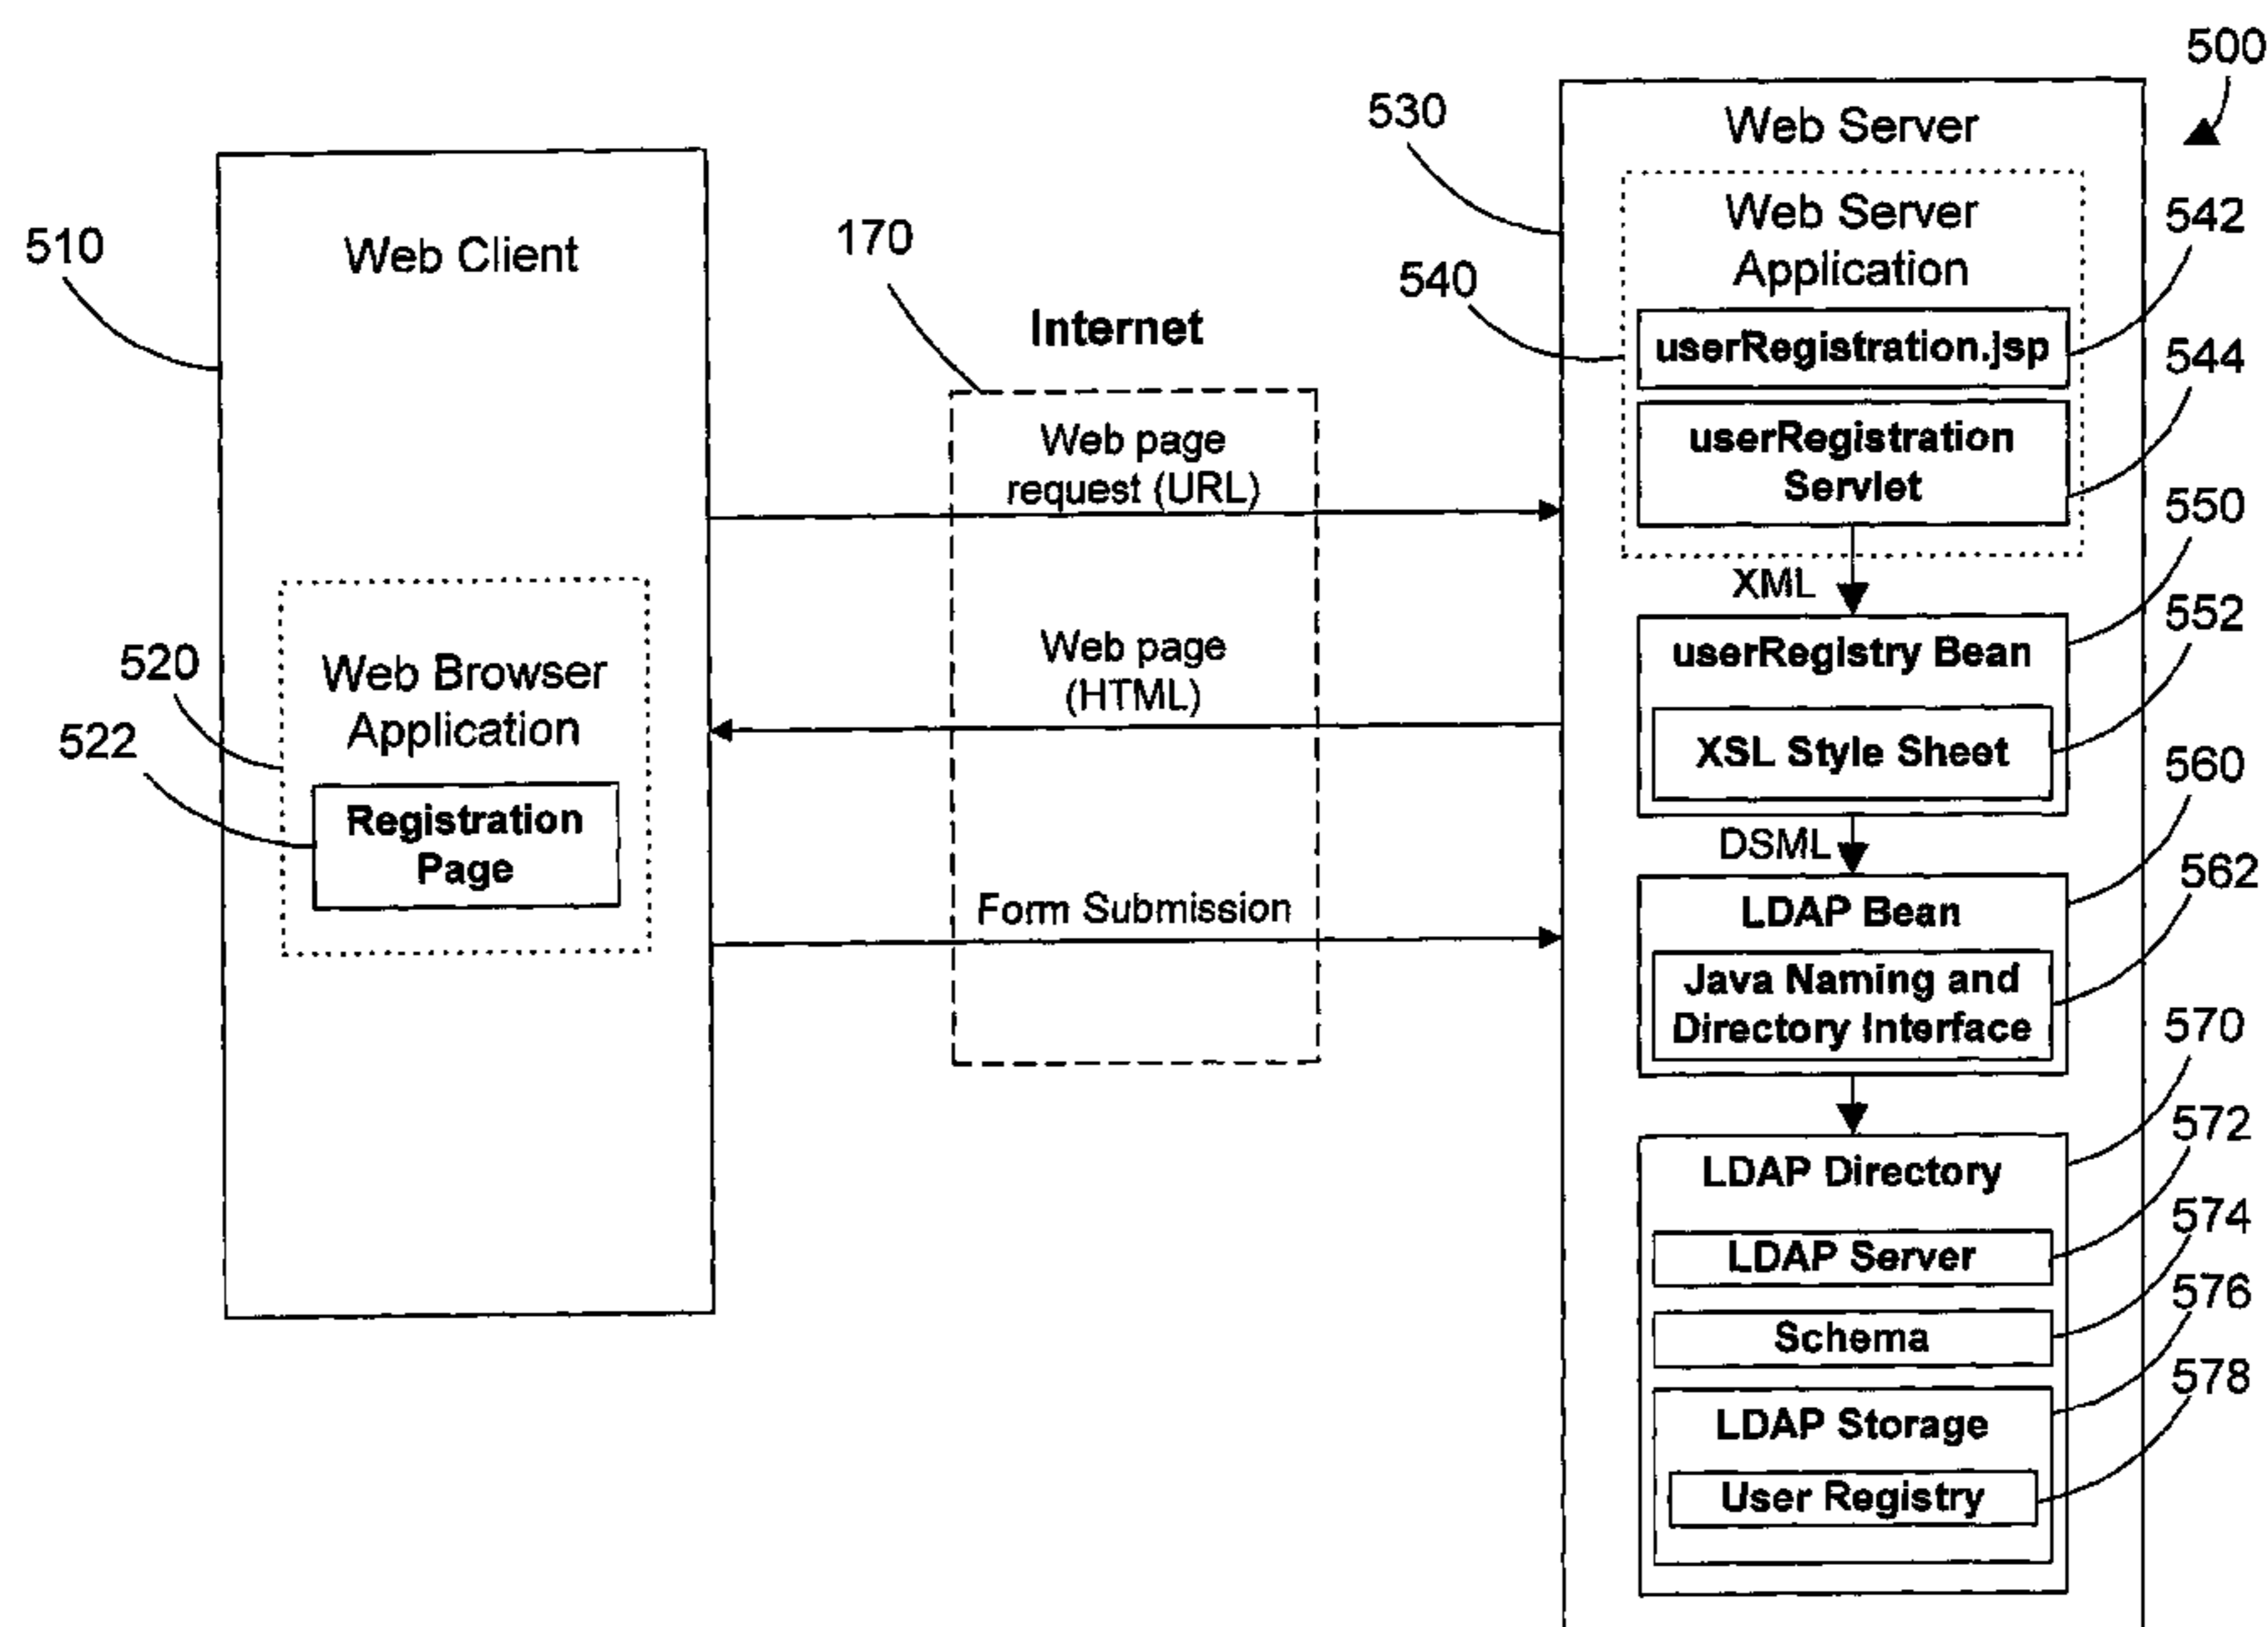 500
530
Web Server
Web Server
Application
542
540
userRegistration.jsp
544
userRegistration
Servlet
550
XML
552
userRegistry Bean
XSL Style Sheet
560
DSML
562
LDAP Bean
Java Naming and
Directory Interface
570
572
LDAP Directory
574
LDAP Server
576
Schema
578
LDAP Storage
User Registry
510
Web Client
170
Internet
Web page
request (URL)
Web page
(HTML)
Form Submission
520
Web Browser
Application
522
Registration
Page